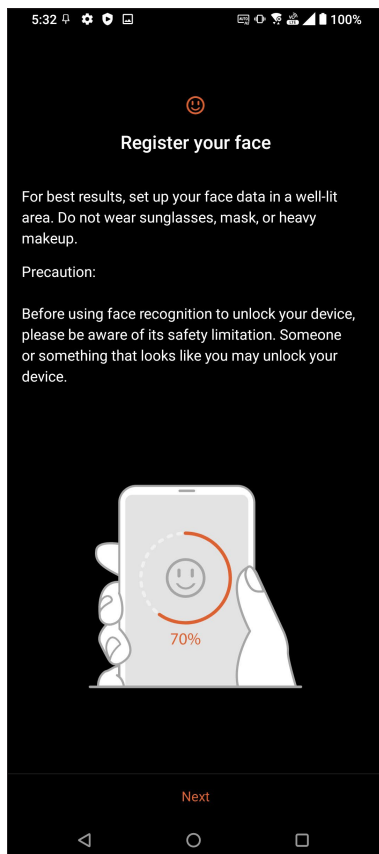 5:32
100%
Register your face
For best results, set up your face data in a well-lit
area. Do not wear sunglasses, mask, or heavy
makeup.
Precaution:
Before using face recognition to unlock your device,
please be aware of its safety limitation. Someone
or something that looks like you may unlock your
device.
70%
Next